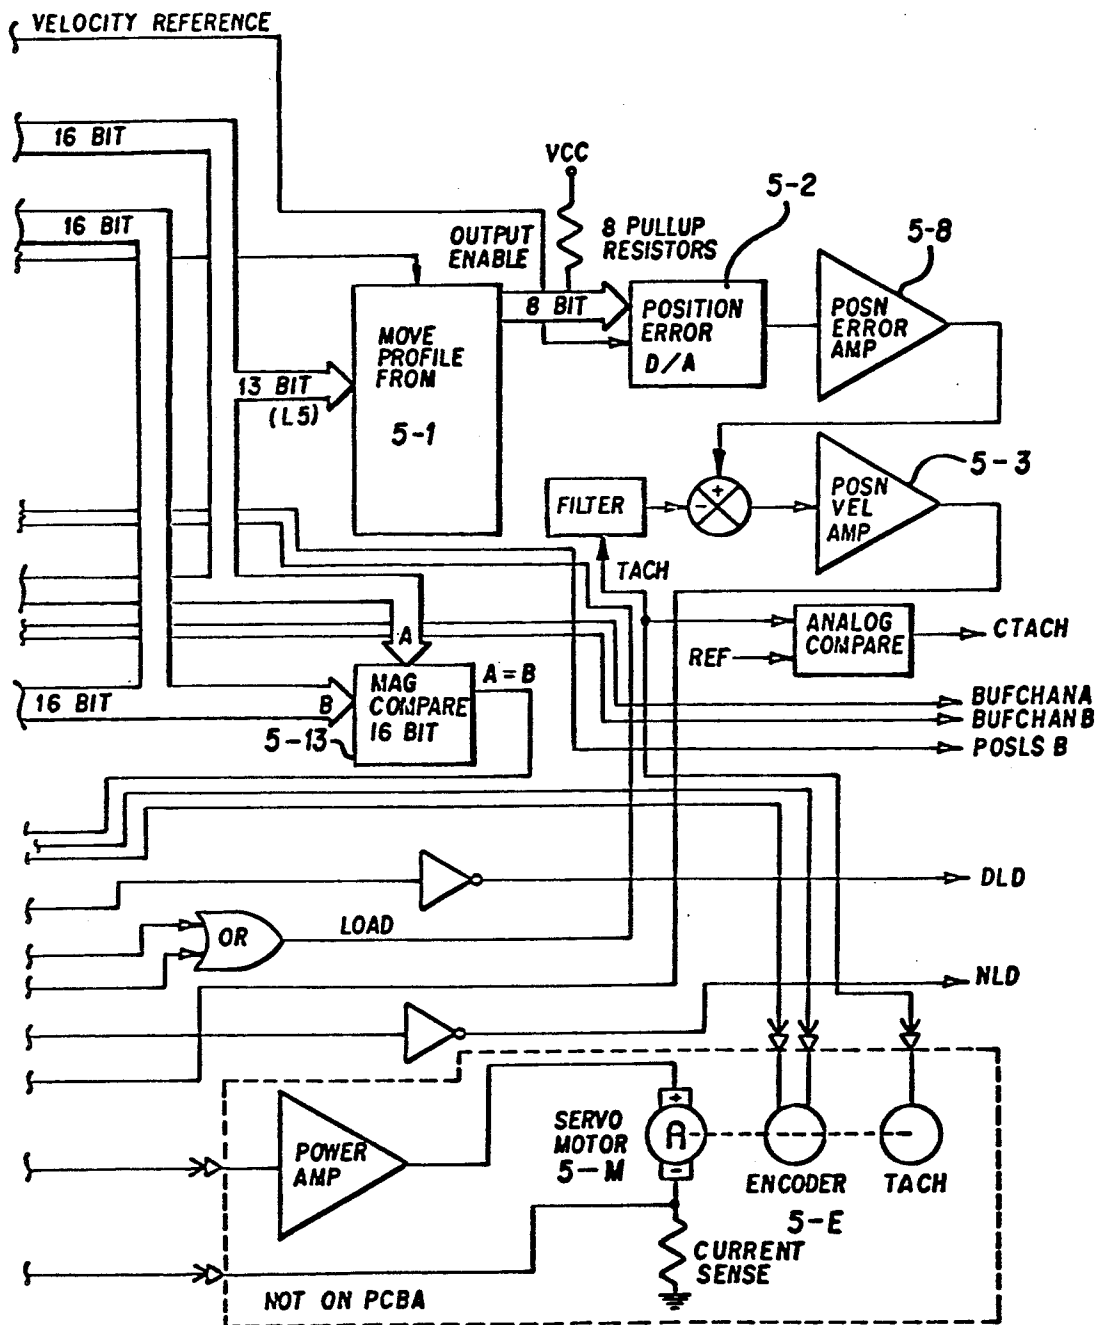 VELOCITY REFERENCE
16 BIT
16 BIT
VCC
5-2
5-8
OUTPUT
ENABLE
8 PULLUP
RESISTORS
8 BIT
POSITION
ERROR
D/A
POSN
ERROR
AMP
MOVE
PROFILE
FROM
5-1
13 BIT
(L5)
5-3
FILTER
+
-
POSN
VEL
AMP
TACH
ANALOG
COMPARE
CTACH
REF
A
A=B
MAG
COMPARE
16 BIT
B
16 BIT
5-13
BUFCHANA
BUFCHANB
POSLS B
DLD
OR
LOAD
NLD
POWER
AMP
SERVO
MOTOR
5-M
+
A
-
ENCODER
5-E
TACH
CURRENT
SENSE
NOT ON PCBA